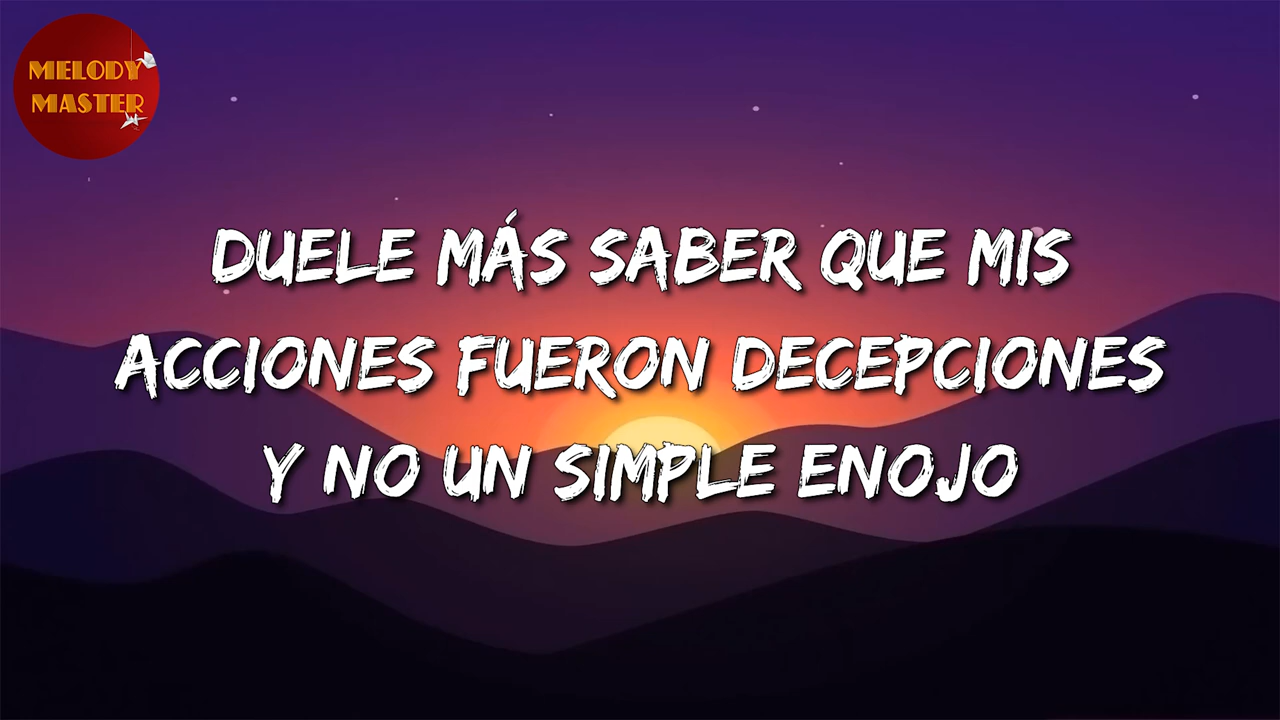 MELODY
MASTER
DUELE MÁS SABER QUE MIS
ACCIONES FUERON DECEPCIONES
Y NO UN SIMPLE ENOJO